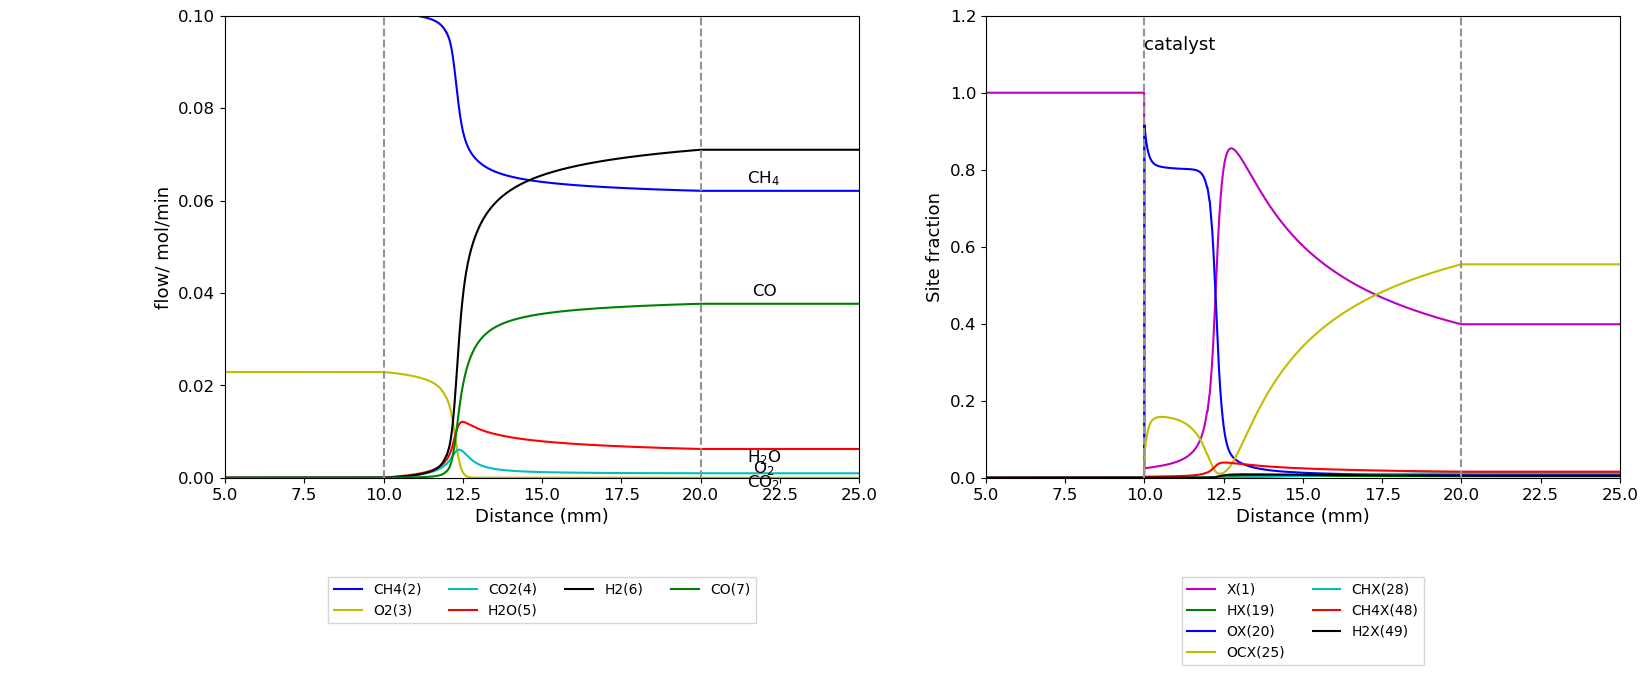 0.10
0.08
0.06
0.04
0.02
0.00
flow/ mol/min
5.0 7.5 10.0 12.5 15.0 17.5 20.0 22.5 25.0
Distance (mm)
CH₄
CO
H₂O
O₂
CO₂
CH4(2) CO2(4) H2(6) CO(7)
O2(3) H2O(5)
1.2
1.0
0.8
0.6
0.4
0.2
0.0
Site fraction
catalyst
5.0 7.5 10.0 12.5 15.0 17.5 20.0 22.5 25.0
Distance (mm)
X(1) CHX(28)
HX(19) CH4X(48)
OX(20) H2X(49)
OCX(25)